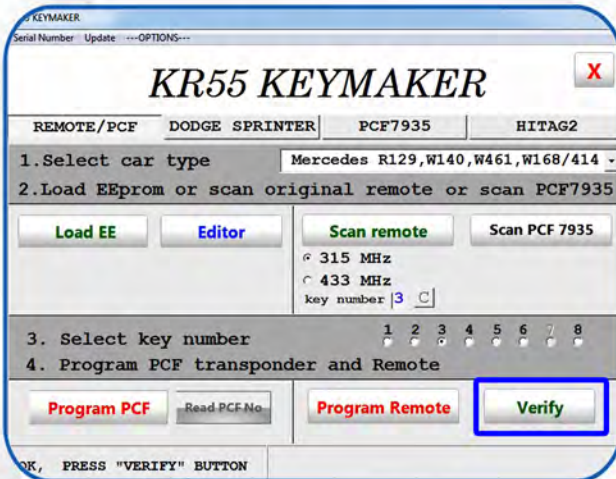 KEYMAKER
Serial Number Update ---OPTIONS---
KR55 KEYMAKER
X
REMOTE/PCF DODGE SPRINTER PCF7935 HITAG2
1.Select car type Mercedes R129,W140,W461,W168/414
2.Load EEprom or scan original remote or scan PCF7935
Load EE Editor Scan remote Scan PCF 7935
315 MHz
433 MHz
key number 3 C
3. Select key number 1 2 3 4 5 6 7 8
4. Program PCF transponder and Remote
Program PCF Read PCF No Program Remote Verify
OK, PRESS "VERIFY" BUTTON